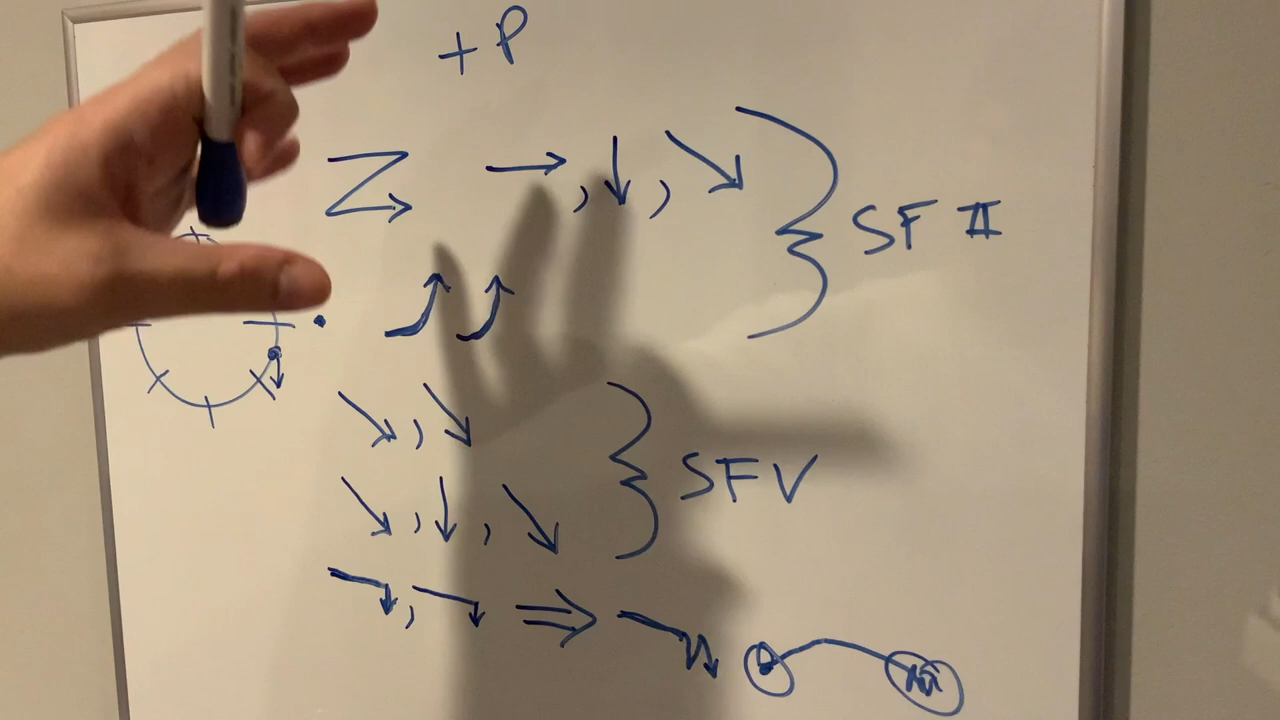 + P
Z →, ↓, ↘
SF II
↘, ↘
SFV
↘, ↓, ↘